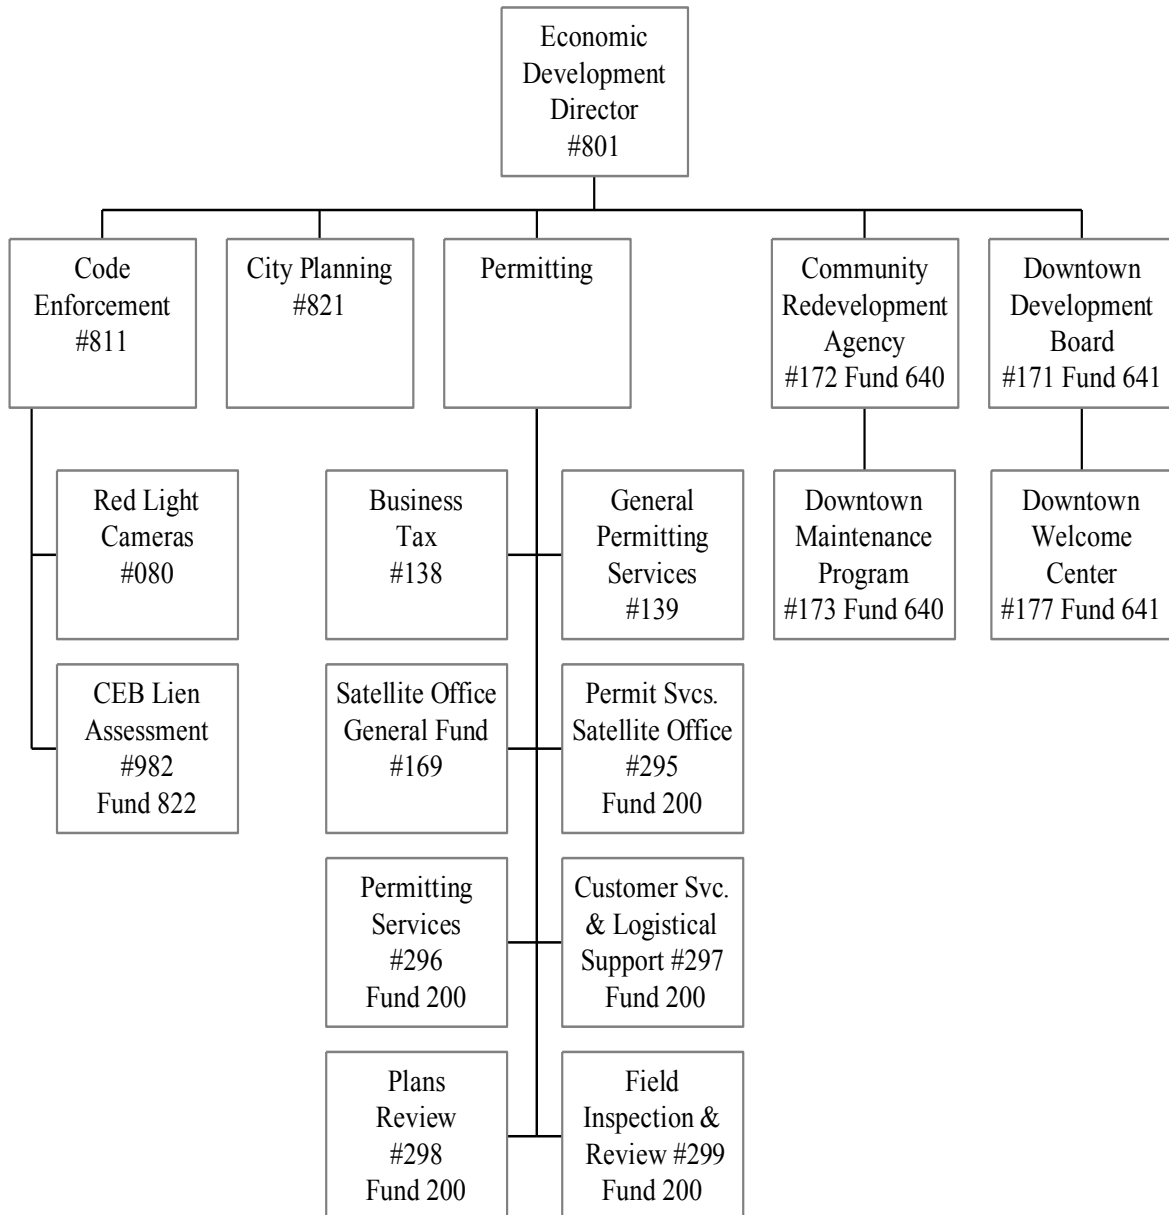 Economic
Development
Director
#801
Code
Enforcement
#811
City Planning
#821
Permitting
Community
Redevelopment
Agency
#172 Fund 640
Downtown
Development
Board
#171 Fund 641
Red Light
Cameras
#080
Business
Tax
#138
General
Permitting
Services
#139
Downtown
Maintenance
Program
#173 Fund 640
Downtown
Welcome
Center
#177 Fund 641
CEB Lien
Assessment
#982
Fund 822
Satellite Office
General Fund
#169
Permit Svcs.
Satellite Office
#295
Fund 200
Permitting
Services
#296
Fund 200
Customer Svc.
& Logistical
Support #297
Fund 200
Plans
Review
#298
Fund 200
Field
Inspection &
Review #299
Fund 200